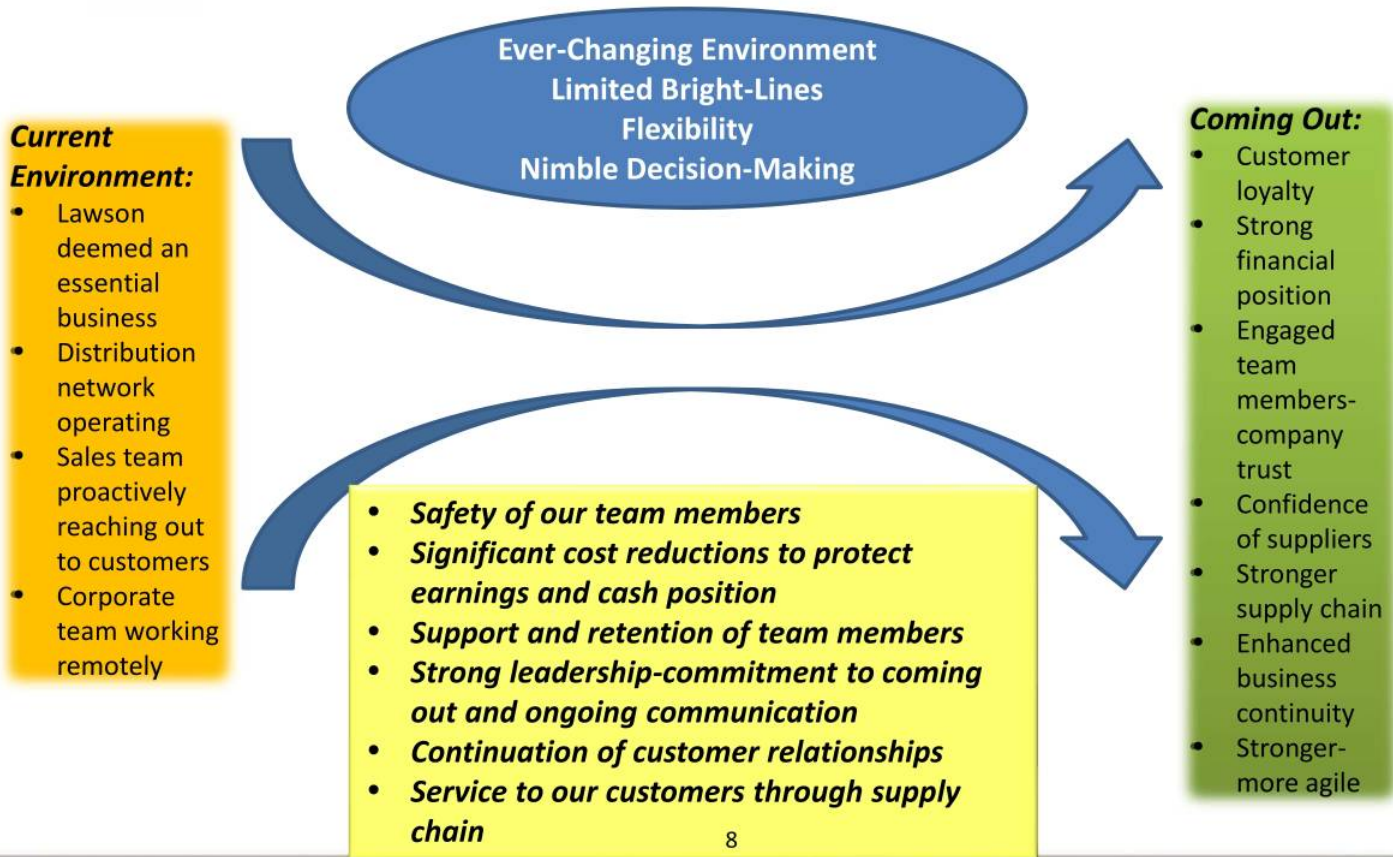 Ever-Changing Environment
Limited Bright-Lines
Flexibility
Nimble Decision-Making
Current
Environment:
• Lawson
deemed an
essential
business
• Distribution
network
operating
• Sales team
proactively
reaching out
to customers
• Corporate
team working
remotely
• Safety of our team members
• Significant cost reductions to protect
earnings and cash position
• Support and retention of team members
• Strong leadership-commitment to coming
out and ongoing communication
• Continuation of customer relationships
• Service to our customers through supply
chain
Coming Out:
• Customer
loyalty
• Strong
financial
position
• Engaged
team
members-
company
trust
• Confidence
of suppliers
• Stronger
supply chain
• Enhanced
business
continuity
• Stronger-
more agile
8